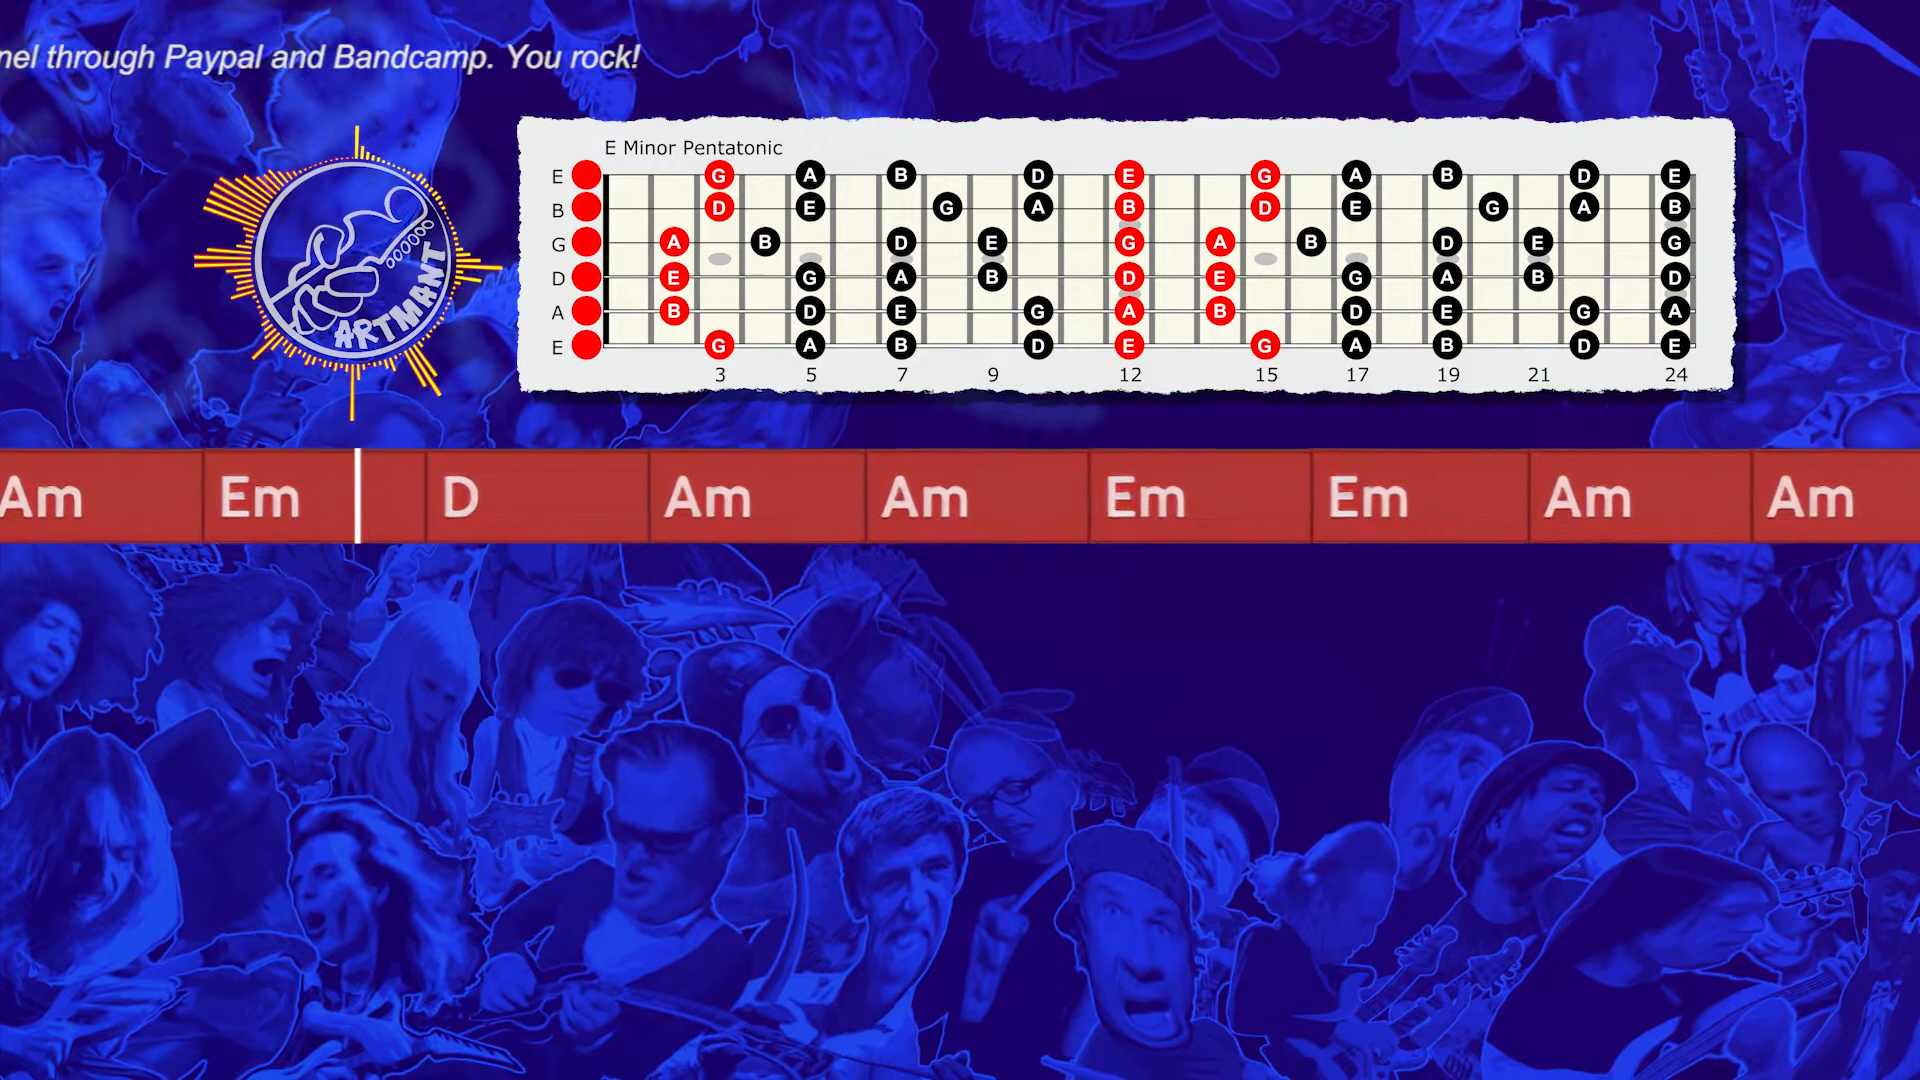 nel through Paypal and Bandcamp. You rock!
ARTMANT
E Minor Pentatonic
E G A B D E G A B D E
B D E G A B D E G A B
G A B D E G A B D E G
D E G A B D E G A B D
A B D E G A B D E G A
E G A B D E G A B D E
3 5 7 9 12 15 17 19 21 24
Am Em D Am Am Em Em Am Am